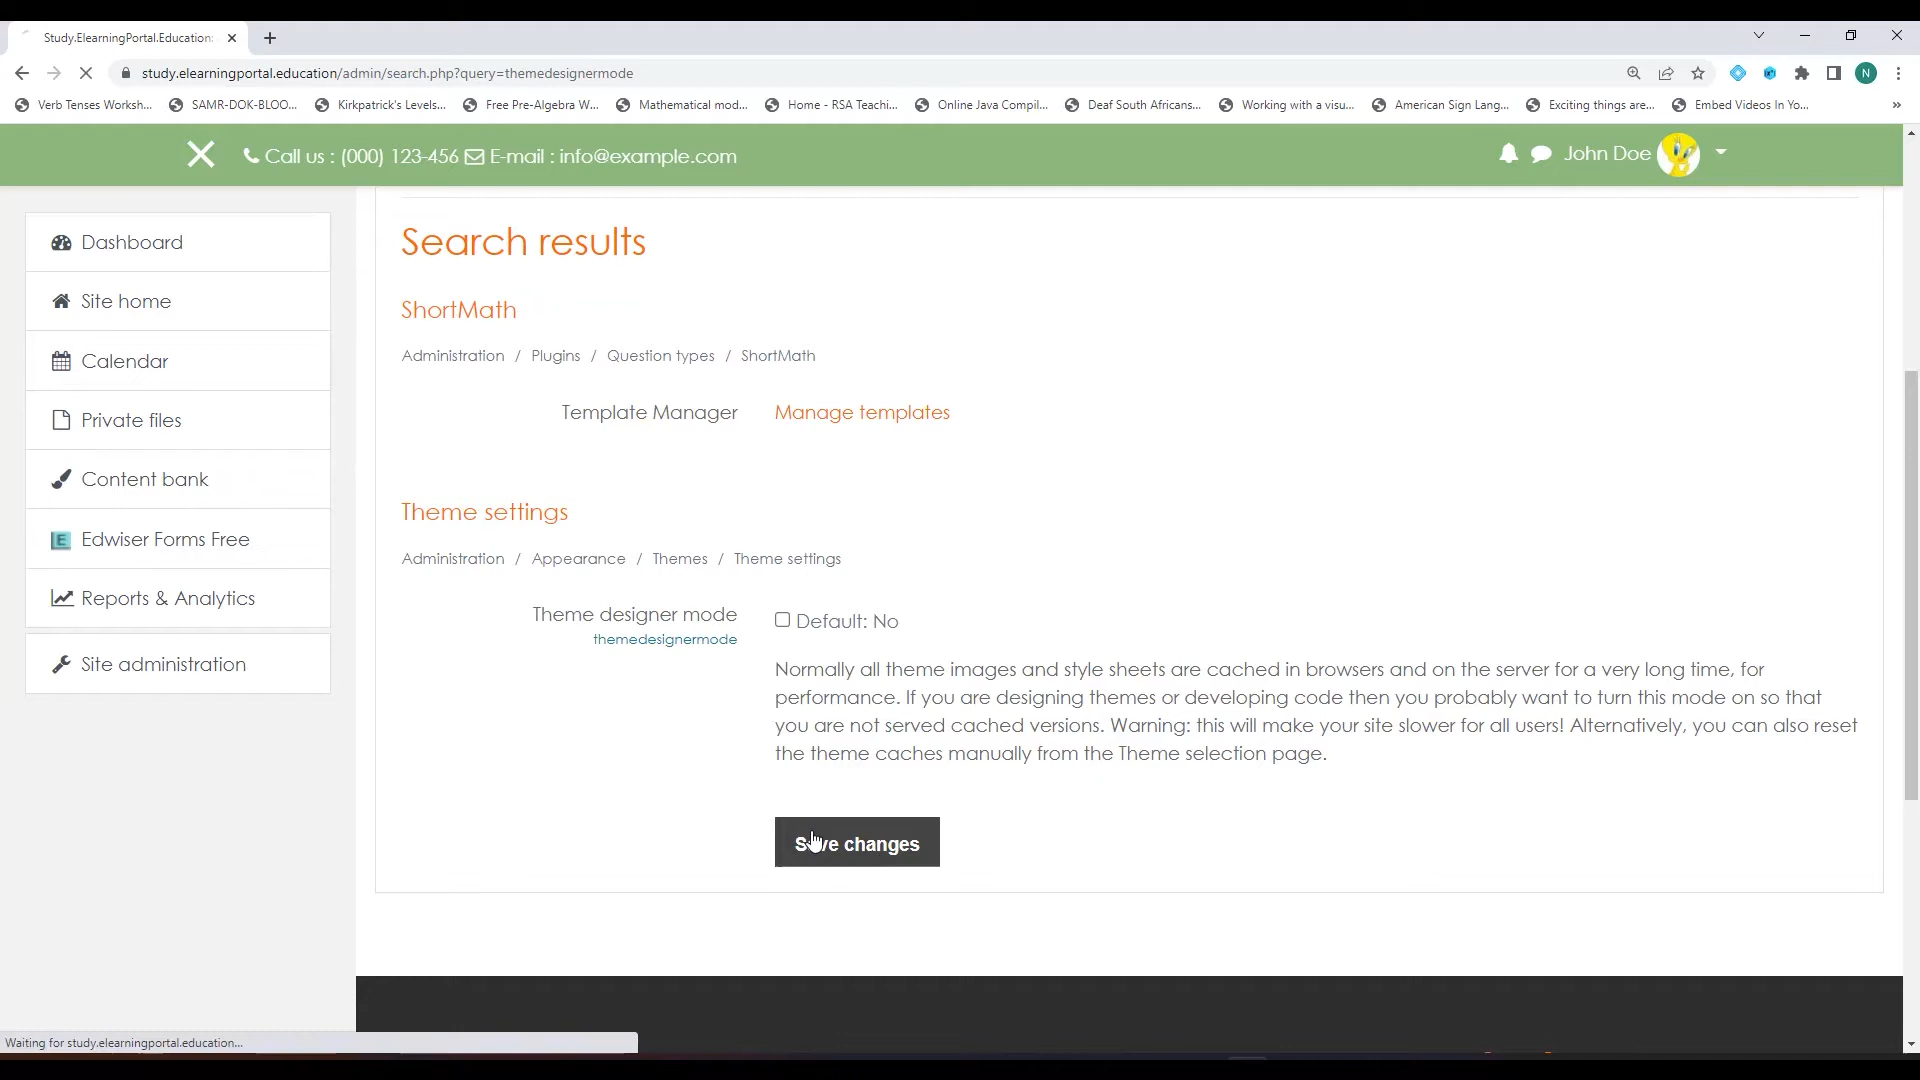 Study.ElearningPortal.Education:
study.elearningportal.education/admin/search.php?query=themedesignermode
N
Verb Tenses Worksh...
SAMR-DOK-BLOO...
Kirkpatrick's Levels...
Free Pre-Algebra W...
Mathematical mod...
Home - RSA Teachi...
Online Java Compil...
Deaf South Africans...
Working with a visu...
American Sign Lang...
Exciting things are...
Embed Videos In Yo...
»
Call us : (000) 123-456 E-mail : info@example.com
John Doe
Dashboard
Site home
Calendar
Private files
Content bank
E Edwiser Forms Free
Reports & Analytics
Site administration
Search results
ShortMath
Administration / Plugins / Question types / ShortMath
Template Manager Manage templates
Theme settings
Administration / Appearance / Themes / Theme settings
Theme designer mode
themedesignermode
Default: No
Normally all theme images and style sheets are cached in browsers and on the server for a very long time, for
performance. If you are designing themes or developing code then you probably want to turn this mode on so that
you are not served cached versions. Warning: this will make your site slower for all users! Alternatively, you can also reset
the theme caches manually from the Theme selection page.
Save changes
Waiting for study.elearningportal.education...